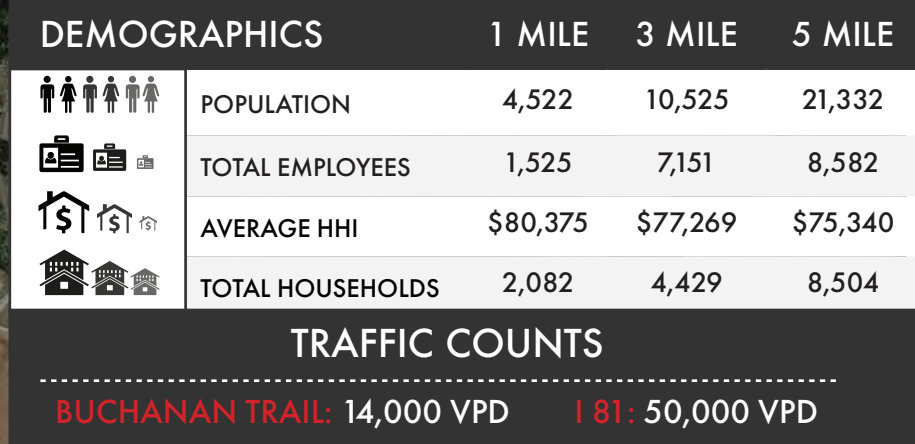 DEMOGRAPHICS 1 MILE 3 MILE 5 MILE
POPULATION 4,522 10,525 21,332
TOTAL EMPLOYEES 1,525 7,151 8,582
AVERAGE HHI $80,375 $77,269 $75,340
TOTAL HOUSEHOLDS 2,082 4,429 8,504
TRAFFIC COUNTS
BUCHANAN TRAIL: 14,000 VPD I 81: 50,000 VPD